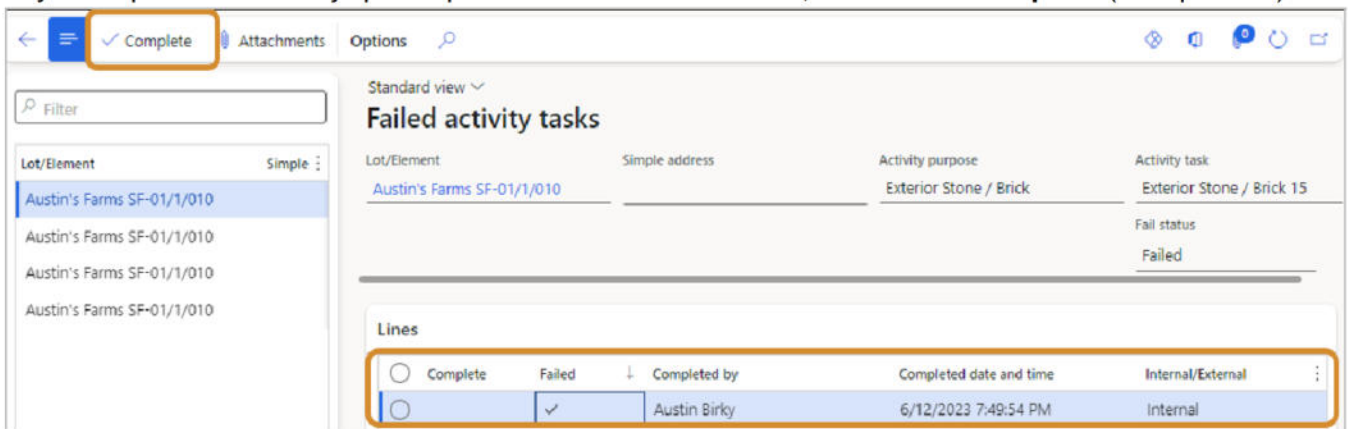 Complete Attachments Options
0
Filter
Lot/Element Simple
Austin's Farms SF-01/1/010
Austin's Farms SF-01/1/010
Austin's Farms SF-01/1/010
Austin's Farms SF-01/1/010
Standard view
Failed activity tasks
Lot/Element Simple address Activity purpose Activity task
Austin's Farms SF-01/1/010 Exterior Stone / Brick Exterior Stone / Brick 15
Fail status
Failed
Lines
Complete Failed Completed by Completed date and time Internal/External
Austin Birky 6/12/2023 7:49:54 PM Internal